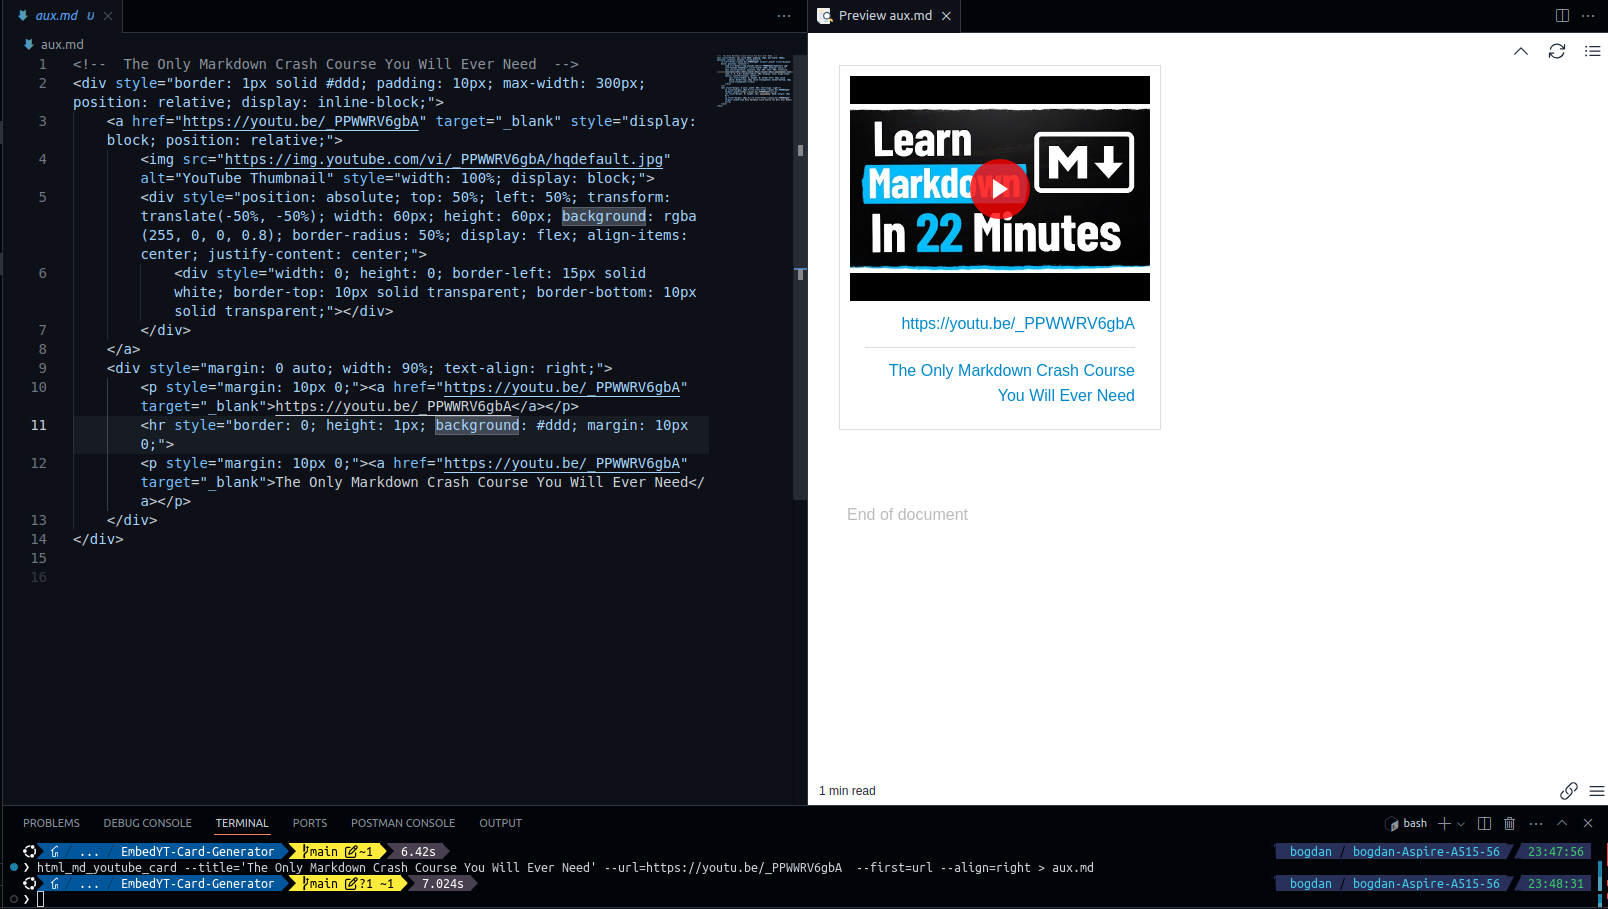 aux.md U
Preview aux.md
aux.md
1 <!--  The Only Markdown Crash Course You Will Ever Need  -->
2 <div style="border: 1px solid #ddd; padding: 10px; max-width: 300px;
position: relative; display: inline-block;">
3 <a href="https://youtu.be/_PPWWRV6gbA" target="_blank" style="display:
block; position: relative;">
4 <img src="https://img.youtube.com/vi/_PPWWRV6gbA/hqdefault.jpg"
alt="YouTube Thumbnail" style="width: 100%; display: block;">
5 <div style="position: absolute; top: 50%; left: 50%; transform:
translate(-50%, -50%); width: 60px; height: 60px; background: rgba
(255, 0, 0, 0.8); border-radius: 50%; display: flex; align-items:
center; justify-content: center;">
6 <div style="width: 0; height: 0; border-left: 15px solid
white; border-top: 10px solid transparent; border-bottom: 10px
solid transparent;"></div>
7 </div>
8 </a>
9 <div style="margin: 0 auto; width: 90%; text-align: right;">
10 <p style="margin: 10px 0;"><a href="https://youtu.be/_PPWWRV6gbA"
target="_blank">https://youtu.be/_PPWWRV6gbA</a></p>
11 <hr style="border: 0; height: 1px; background: #ddd; margin: 10px
0;">
12 <p style="margin: 10px 0;"><a href="https://youtu.be/_PPWWRV6gbA"
target="_blank">The Only Markdown Crash Course You Will Ever Need</
a></p>
13 </div>
14 </div>
15
16
Learn
Markdown
M
In 22 Minutes
https://youtu.be/_PPWWRV6gbA
The Only Markdown Crash Course
You Will Ever Need
End of document
1 min read
PROBLEMS DEBUG CONSOLE TERMINAL PORTS POSTMAN CONSOLE OUTPUT
bash
... EmbedYT-Card-Generator main ~1 6.42s bogdan bogdan-Aspire-A515-56 23:47:56
❯ html_md_youtube_card --title='The Only Markdown Crash Course You Will Ever Need' --url=https://youtu.be/_PPWWRV6gbA  --first=url --align=right > aux.md
... EmbedYT-Card-Generator main ?1 ~1 7.024s bogdan bogdan-Aspire-A515-56 23:48:31
❯